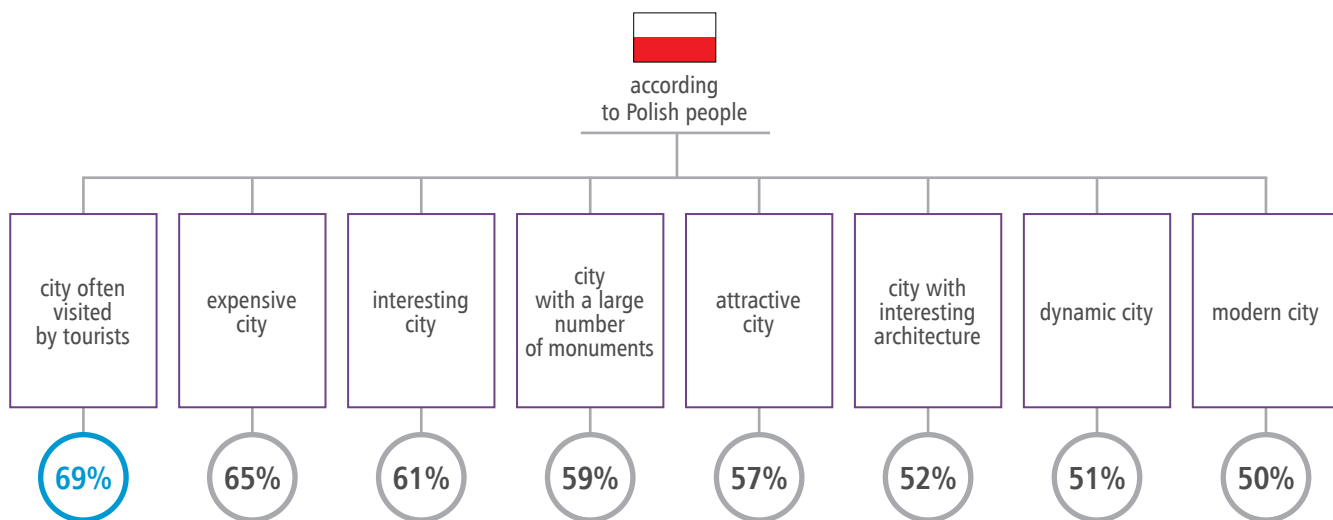 according
to Polish people
city often
visited
by tourists
expensive
city
interesting
city
city
with a large
number
of monuments
attractive
city
city with
interesting
architecture
dynamic city
modern city
69%
65%
61%
59%
57%
52%
51%
50%